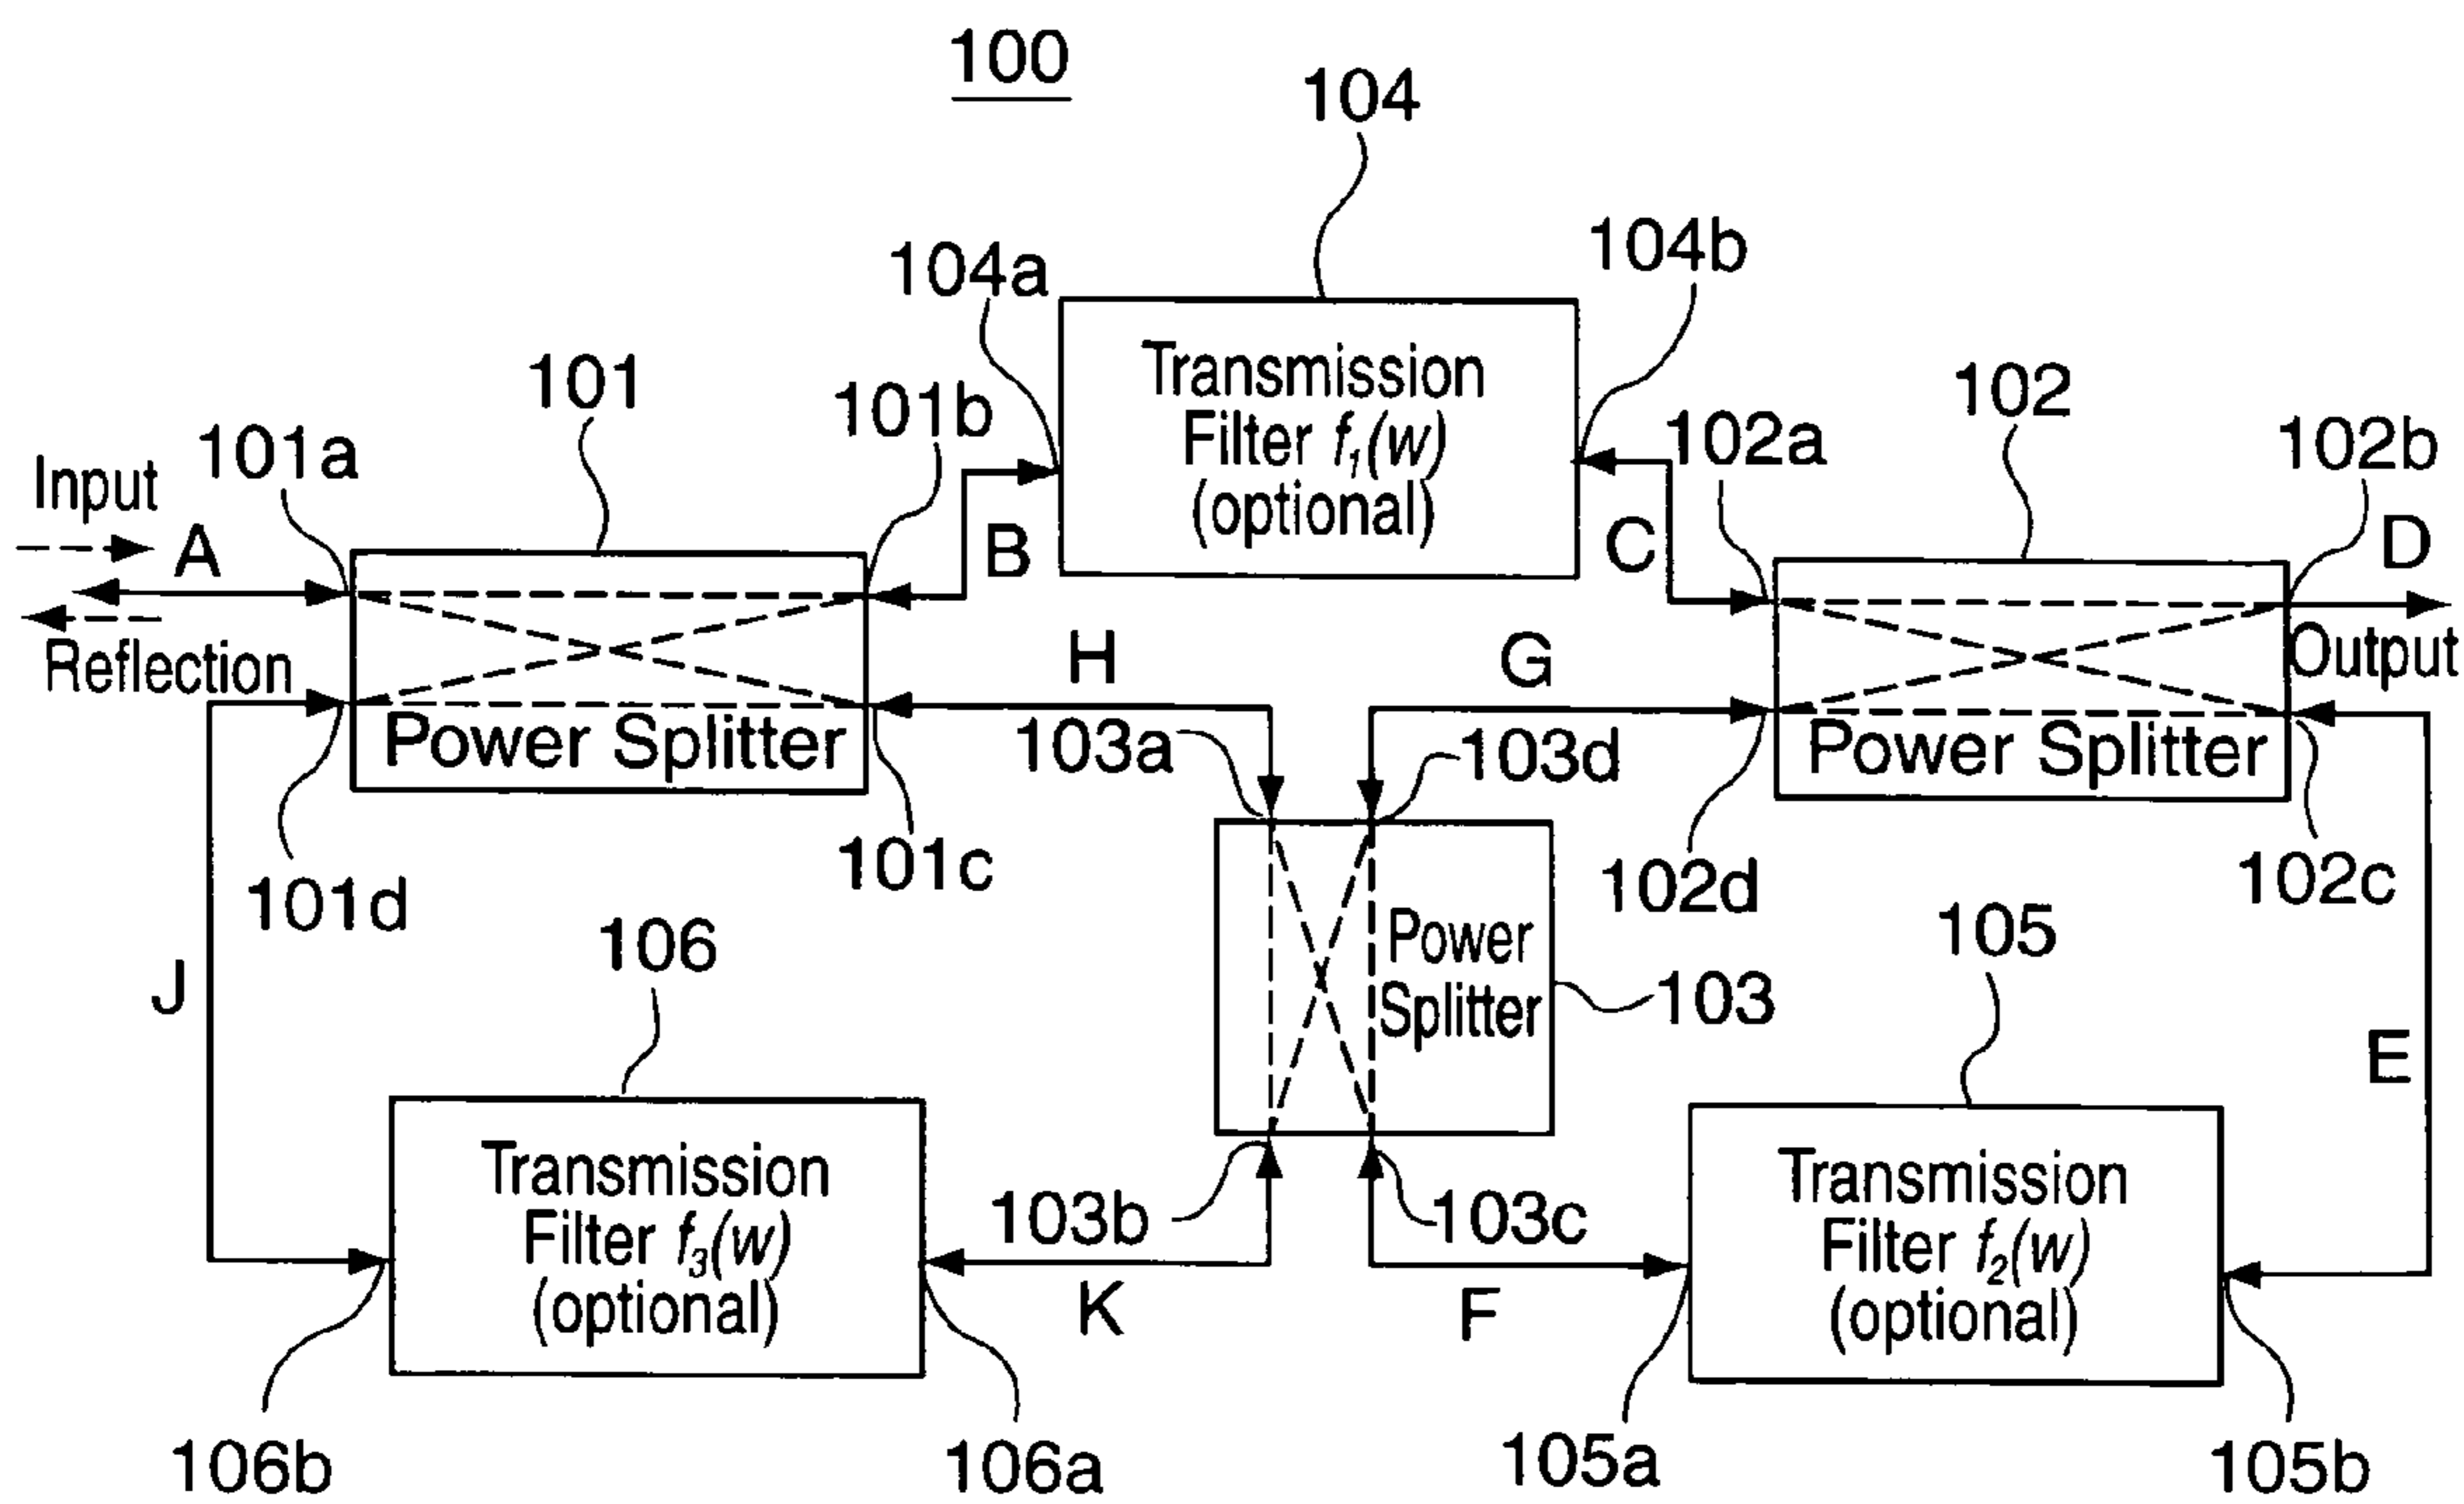 100
104
104a
104b
Transmission
Filter f1(w)
(optional)
101
101b
101a
Input
A
B
C
102
102a
102b
D
Reflection
H
G
Output
Power Splitter
Power Splitter
103a
103d
101c
101d
102d
102c
Power
Splitter
103
106
105
J
E
Transmission
Filter f3(w)
(optional)
103b
103c
K
F
Transmission
Filter f2(w)
(optional)
106b
106a
105a
105b